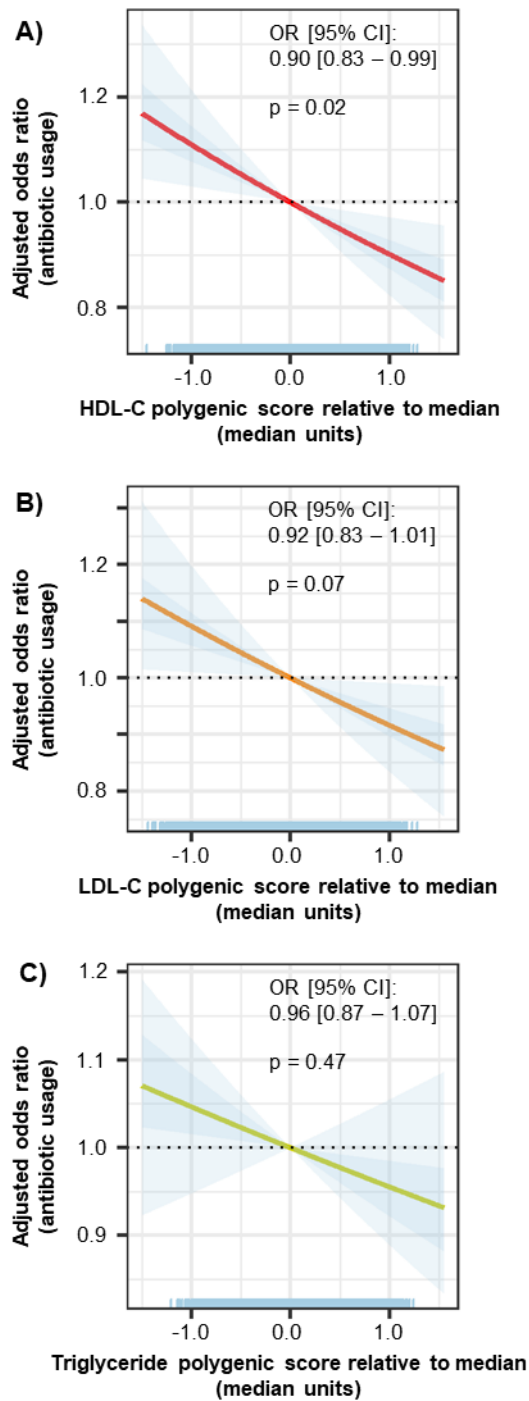 A)
OR [95% CI]:
0.90 [0.83 – 0.99]
p = 0.02
1.2
1.0
0.8
Adjusted odds ratio
(antibiotic usage)
-1.0 0.0 1.0
HDL-C polygenic score relative to median
(median units)
B)
OR [95% CI]:
0.92 [0.83 – 1.01]
p = 0.07
1.2
1.0
0.8
Adjusted odds ratio
(antibiotic usage)
-1.0 0.0 1.0
LDL-C polygenic score relative to median
(median units)
C)
OR [95% CI]:
0.96 [0.87 – 1.07]
p = 0.47
1.2
1.1
1.0
0.9
Adjusted odds ratio
(antibiotic usage)
-1.0 0.0 1.0
Triglyceride polygenic score relative to median
(median units)